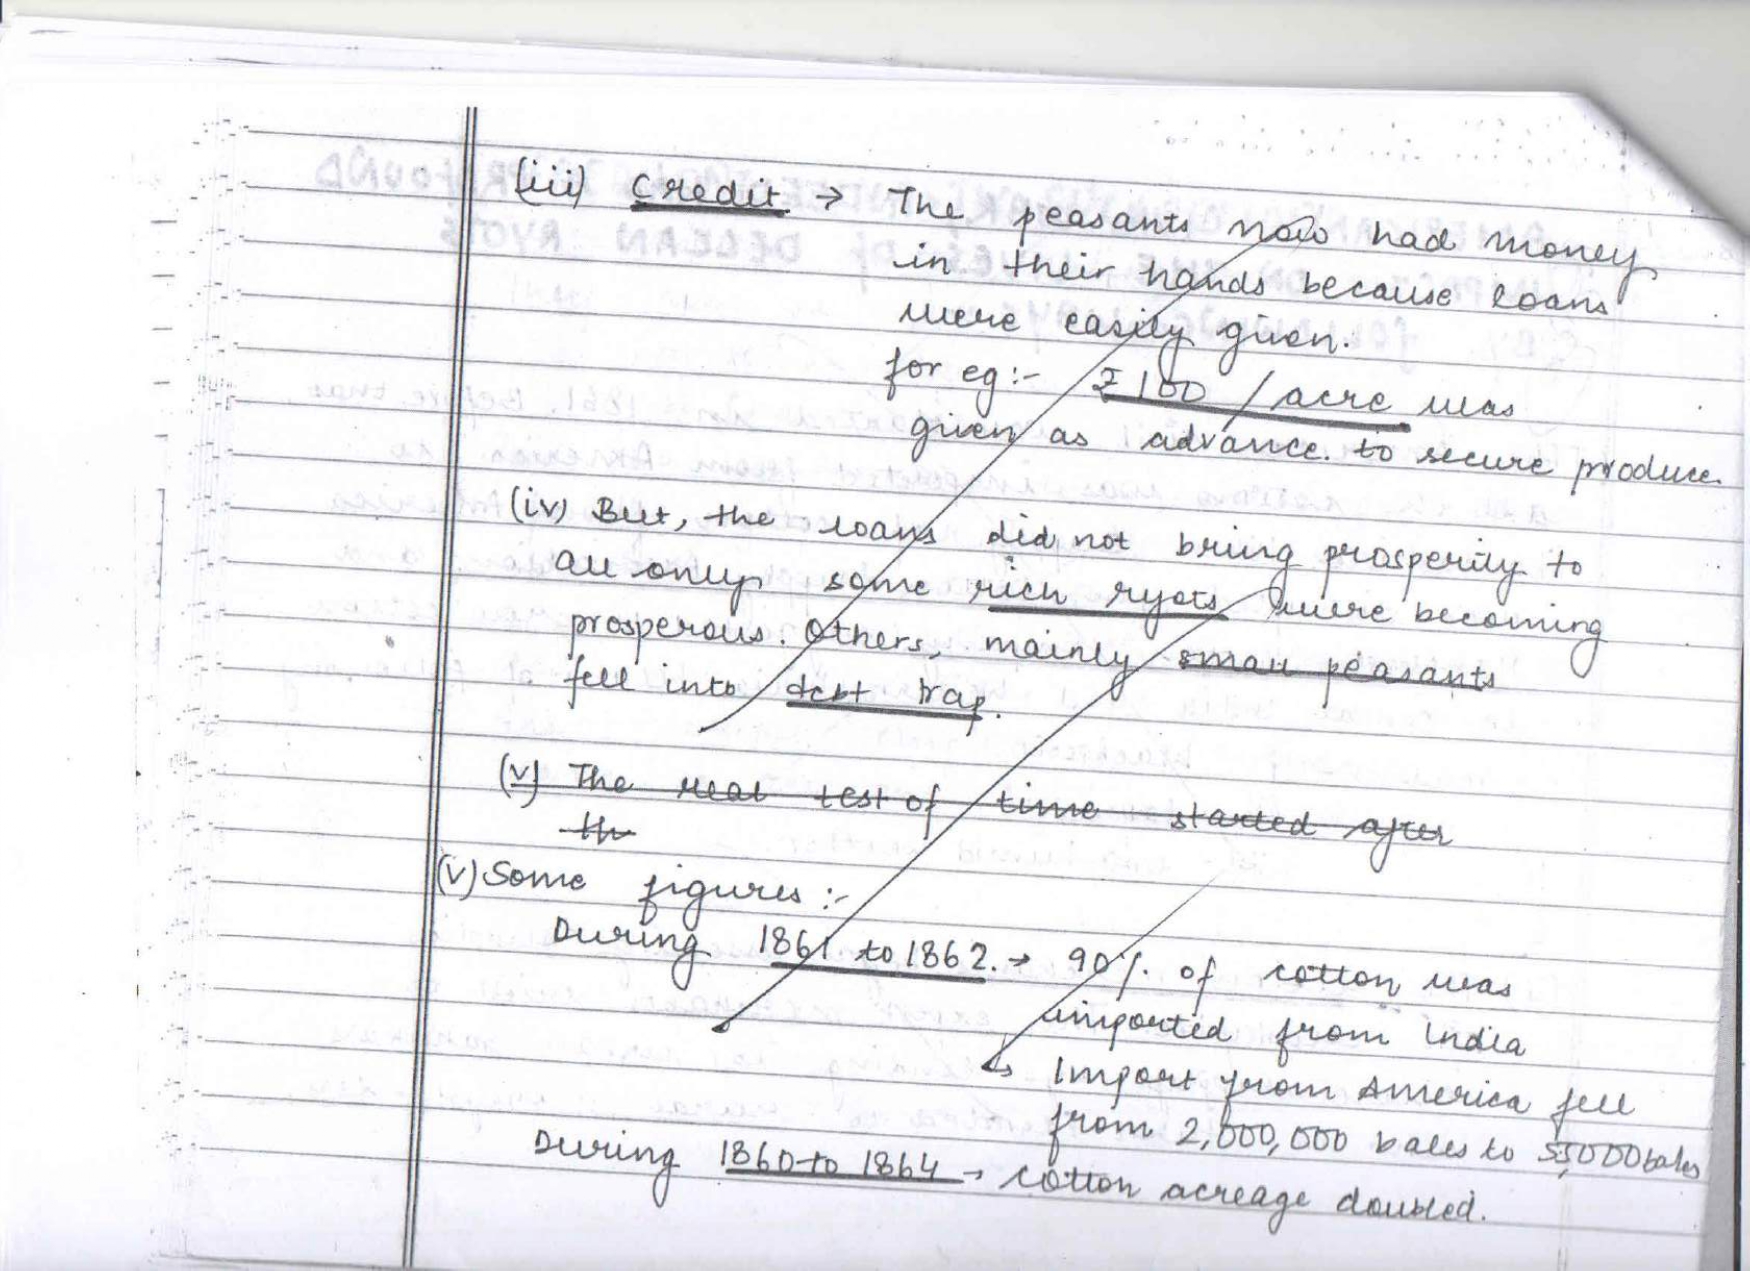 (iii) Credit → The peasants now had money
in their hands because loans
were easily given.
for eg:- ₹100 / acre was
given as advance. to secure produce.
(iv) But, the loans did not bring prosperity to
all only some rich ryots were becoming
prosperous. Others, mainly small peasants
fell into debt trap.
(v) The real test of time started after
th
(v) Some figures :-
During 1861 to 1862. → 90% of cotton was
imported from India
↳ Import from America fell
from 2,000,000 bales to 55,000 bales
During 1860 to 1864 → cotton acreage doubled.